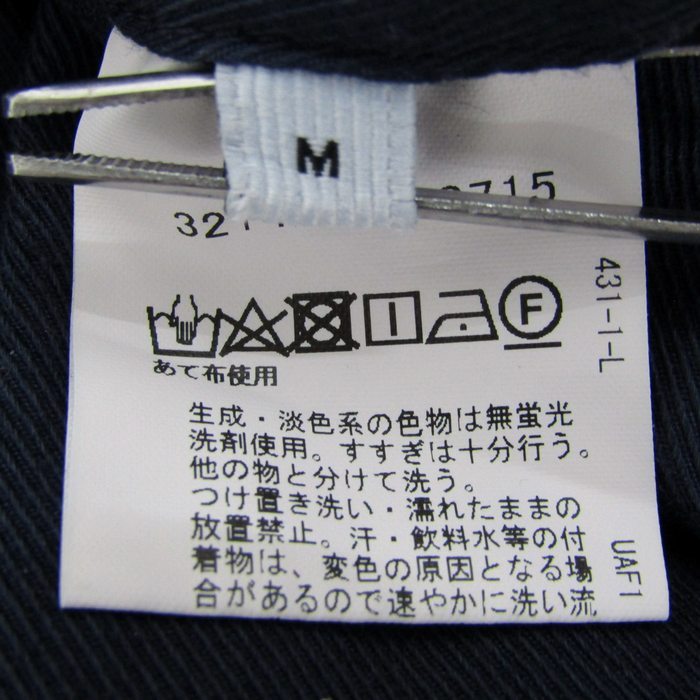 M
715
32
431-1-L
F
あて布使用
生成・淡色系の色物は無蛍光
洗剤使用。すすぎは十分行う。
他の物と分けて洗う。
つけ置き洗い・濡れたままの
放置禁止。汗・飲料水等の付
着物は、変色の原因となる場
合があるので速やかに洗い流
UAF1